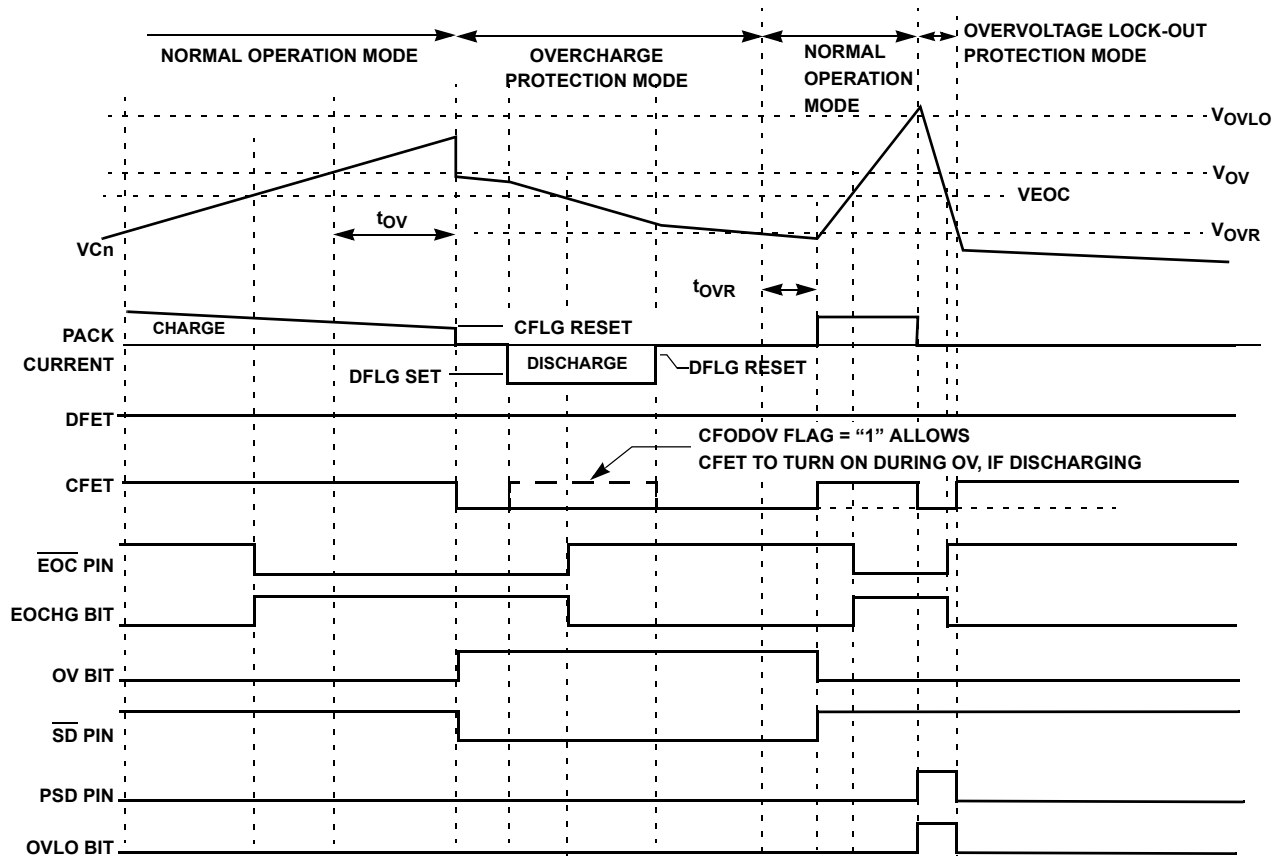 NORMAL OPERATION MODE
OVERCHARGE
PROTECTION MODE
NORMAL
OPERATION
MODE
OVERVOLTAGE LOCK-OUT
PROTECTION MODE
VOVLO
VOV
VEOC
VOVR
VCn
tOV
tOVR
PACK
CURRENT
CHARGE
CFLG RESET
DFLG SET
DISCHARGE
DFLG RESET
DFET
CFODOV FLAG = “1” ALLOWS
CFET TO TURN ON DURING OV, IF DISCHARGING
CFET
EOC PIN
EOCHG BIT
OV BIT
SD PIN
PSD PIN
OVLO BIT